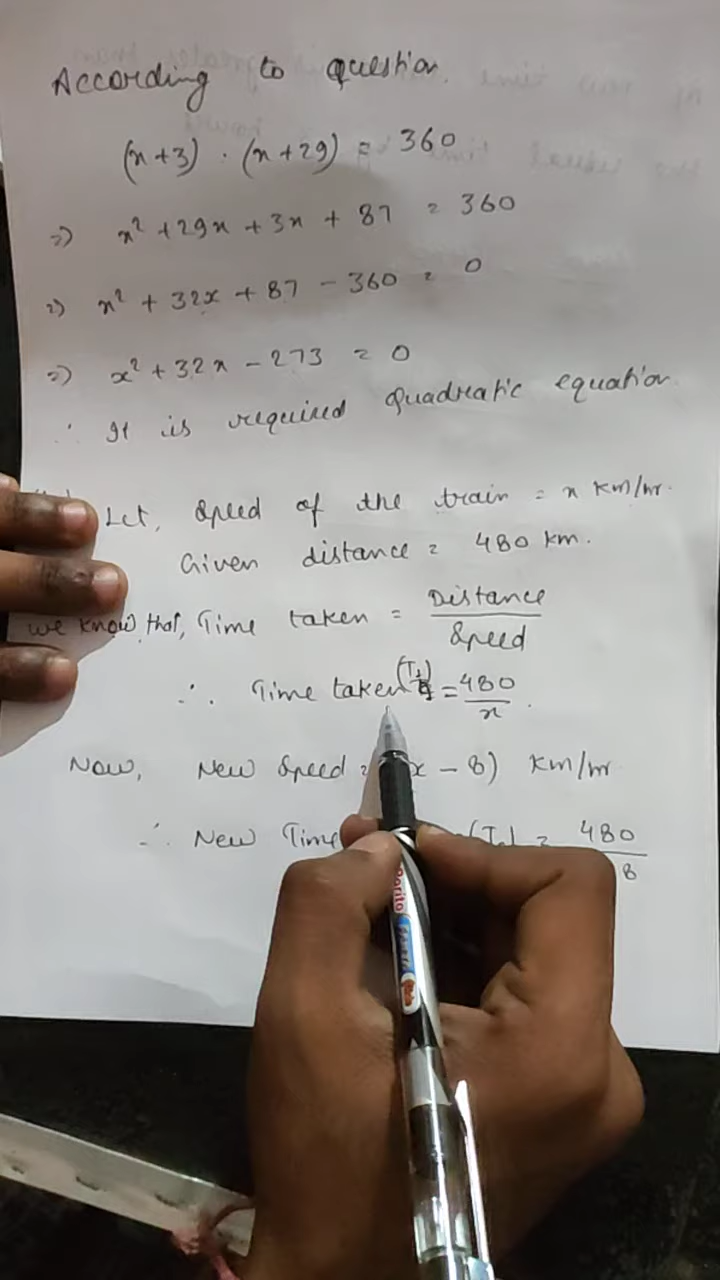 According to question.
(x+3) . (x+29) = 360
=> x² + 29x + 3x + 87 = 360
=> x² + 32x + 87 - 360 = 0
=> x² + 32x - 273 = 0
∴ It is required quadratic equation.
Let, Speed of the train = x km/hr.
Given distance = 480 km.
we know that, Time taken = Distance / Speed
∴ Time taken (T₁) = 480 / x .
Now, New Speed = x - 8) km/hr
∴ New Time = 480 / 8